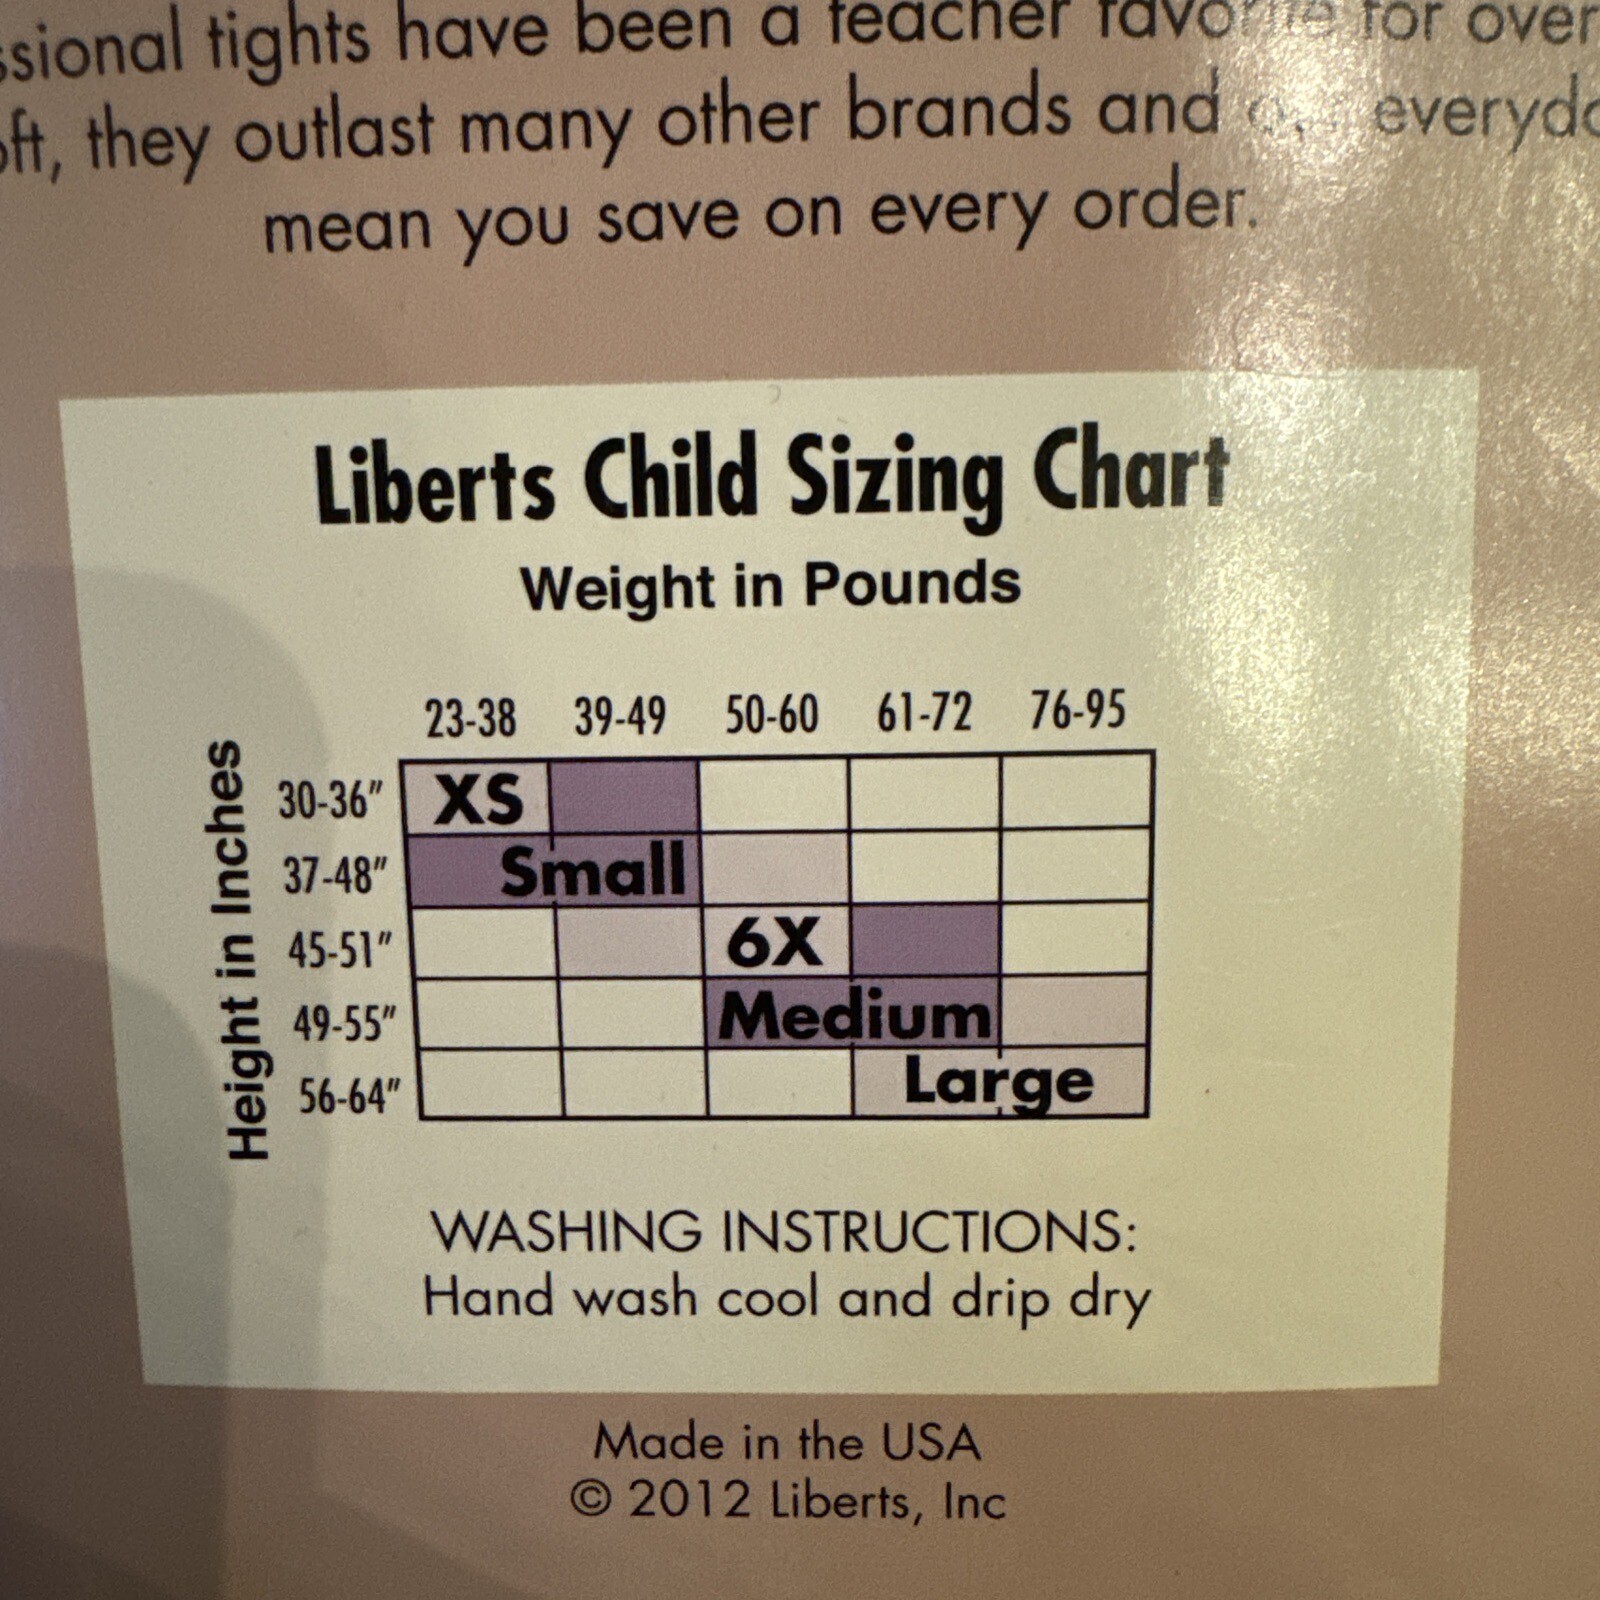 tights have been a teacher favorite for over
they outlast many other brands and everyda
mean you save on every order.
Liberts Child Sizing Chart
Weight in Pounds
23-38 39-49 50-60 61-72 76-95
Height in Inches
30-36" XS
37-48" Small
45-51" 6X
49-55" Medium
56-64" Large
WASHING INSTRUCTIONS:
Hand wash cool and drip dry
Made in the USA
© 2012 Liberts, Inc